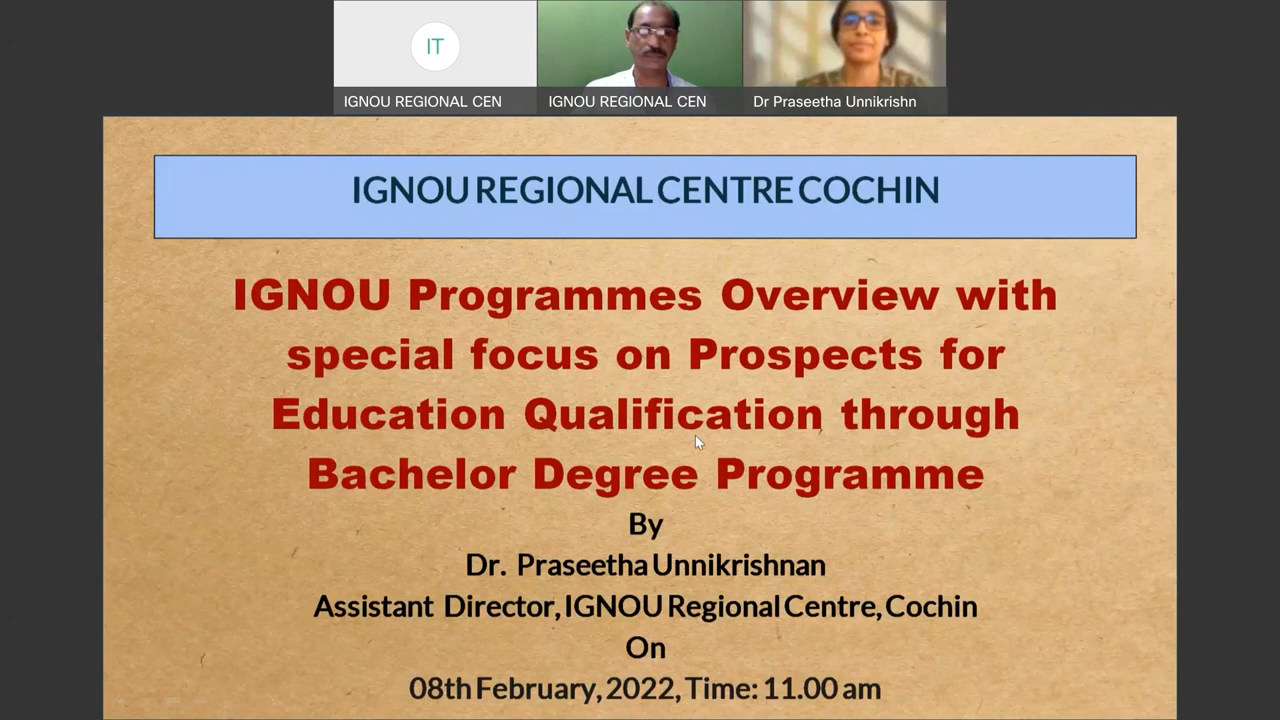 IT
IGNOU REGIONAL CEN
IGNOU REGIONAL CEN
Dr Praseetha Unnikrishn
IGNOU REGIONAL CENTRE COCHIN
IGNOU Programmes Overview with
special focus on Prospects for
Education Qualification through
Bachelor Degree Programme
By
Dr. Praseetha Unnikrishnan
Assistant Director, IGNOU Regional Centre, Cochin
On
08th February, 2022, Time: 11.00 am